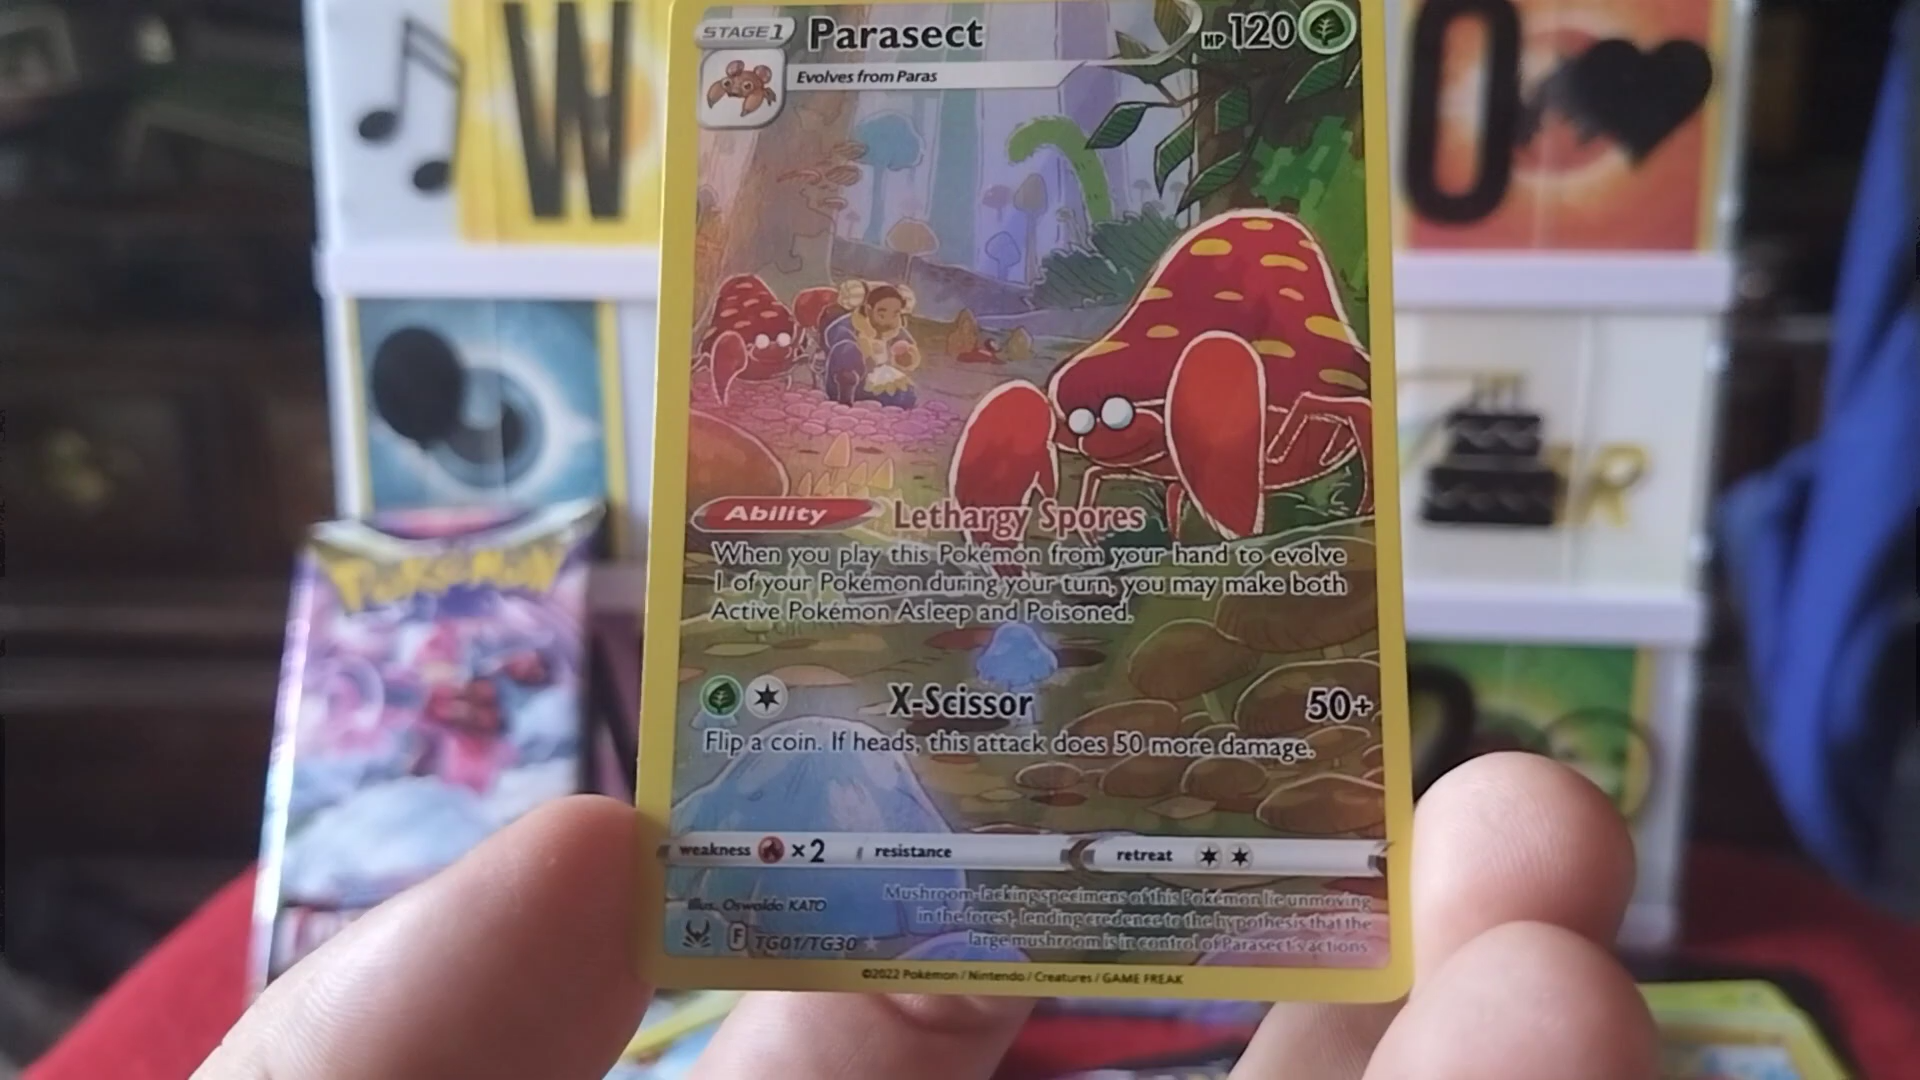 STAGE 1 Parasect HP 120
Evolves from Paras
W
O
R
Pokémon
Ability Lethargy Spores
When you play this Pokémon from your hand to evolve
1 of your Pokémon during your turn, you may make both
Active Pokémon Asleep and Poisoned.
X-Scissor 50+
Flip a coin. If heads, this attack does 50 more damage.
weakness ×2 resistance retreat
Illus. Oswaldo KATO
Mushroom-lacking specimens of this Pokémon lie unmoving
in the forest, lending credence to the hypothesis that the
large mushroom is in control of Parasect's actions.
F TG01/TG30
©2022 Pokémon / Nintendo / Creatures / GAME FREAK